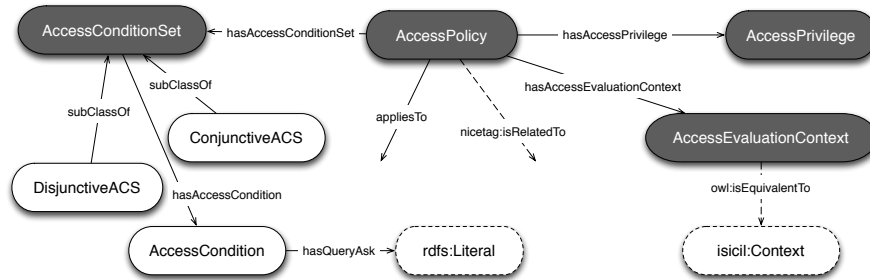 AccessConditionSet
hasAccessConditionSet
AccessPolicy
hasAccessPrivilege
AccessPrivilege
subClassOf
hasAccessEvaluationContext
subClassOf
appliesTo
nicetag:isRelatedTo
ConjunctiveACS
AccessEvaluationContext
DisjunctiveACS
hasAccessCondition
owl:isEquivalentTo
AccessCondition
hasQueryAsk
rdfs:Literal
isicil:Context